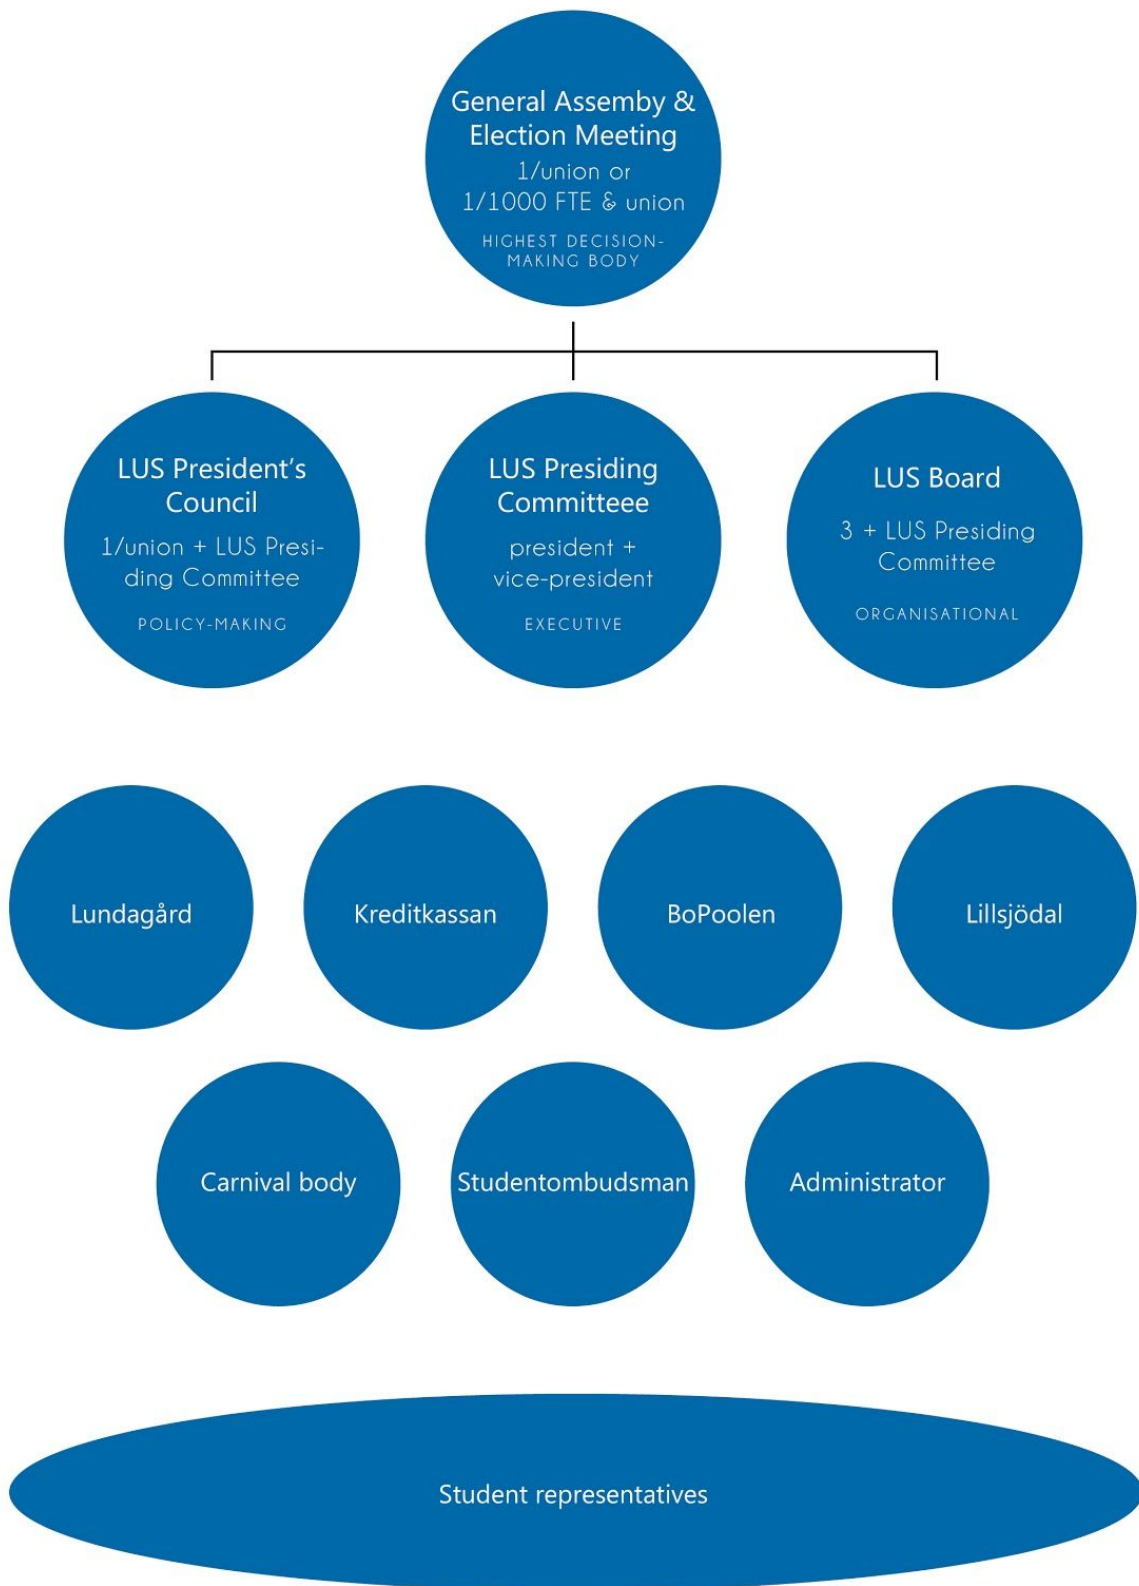 General Assemby &
Election Meeting
1/union or
1/1000 FTE & union
HIGHEST DECISION-
MAKING BODY
LUS President's
Council
1/union + LUS Presi-
ding Committee
POLICY-MAKING
LUS Presiding
Committeee
president +
vice-president
EXECUTIVE
LUS Board
3 + LUS Presiding
Committee
ORGANISATIONAL
Lundagård
Kreditkassan
BoPoolen
Lillsjödal
Carnival body
Studentombudsman
Administrator
Student representatives